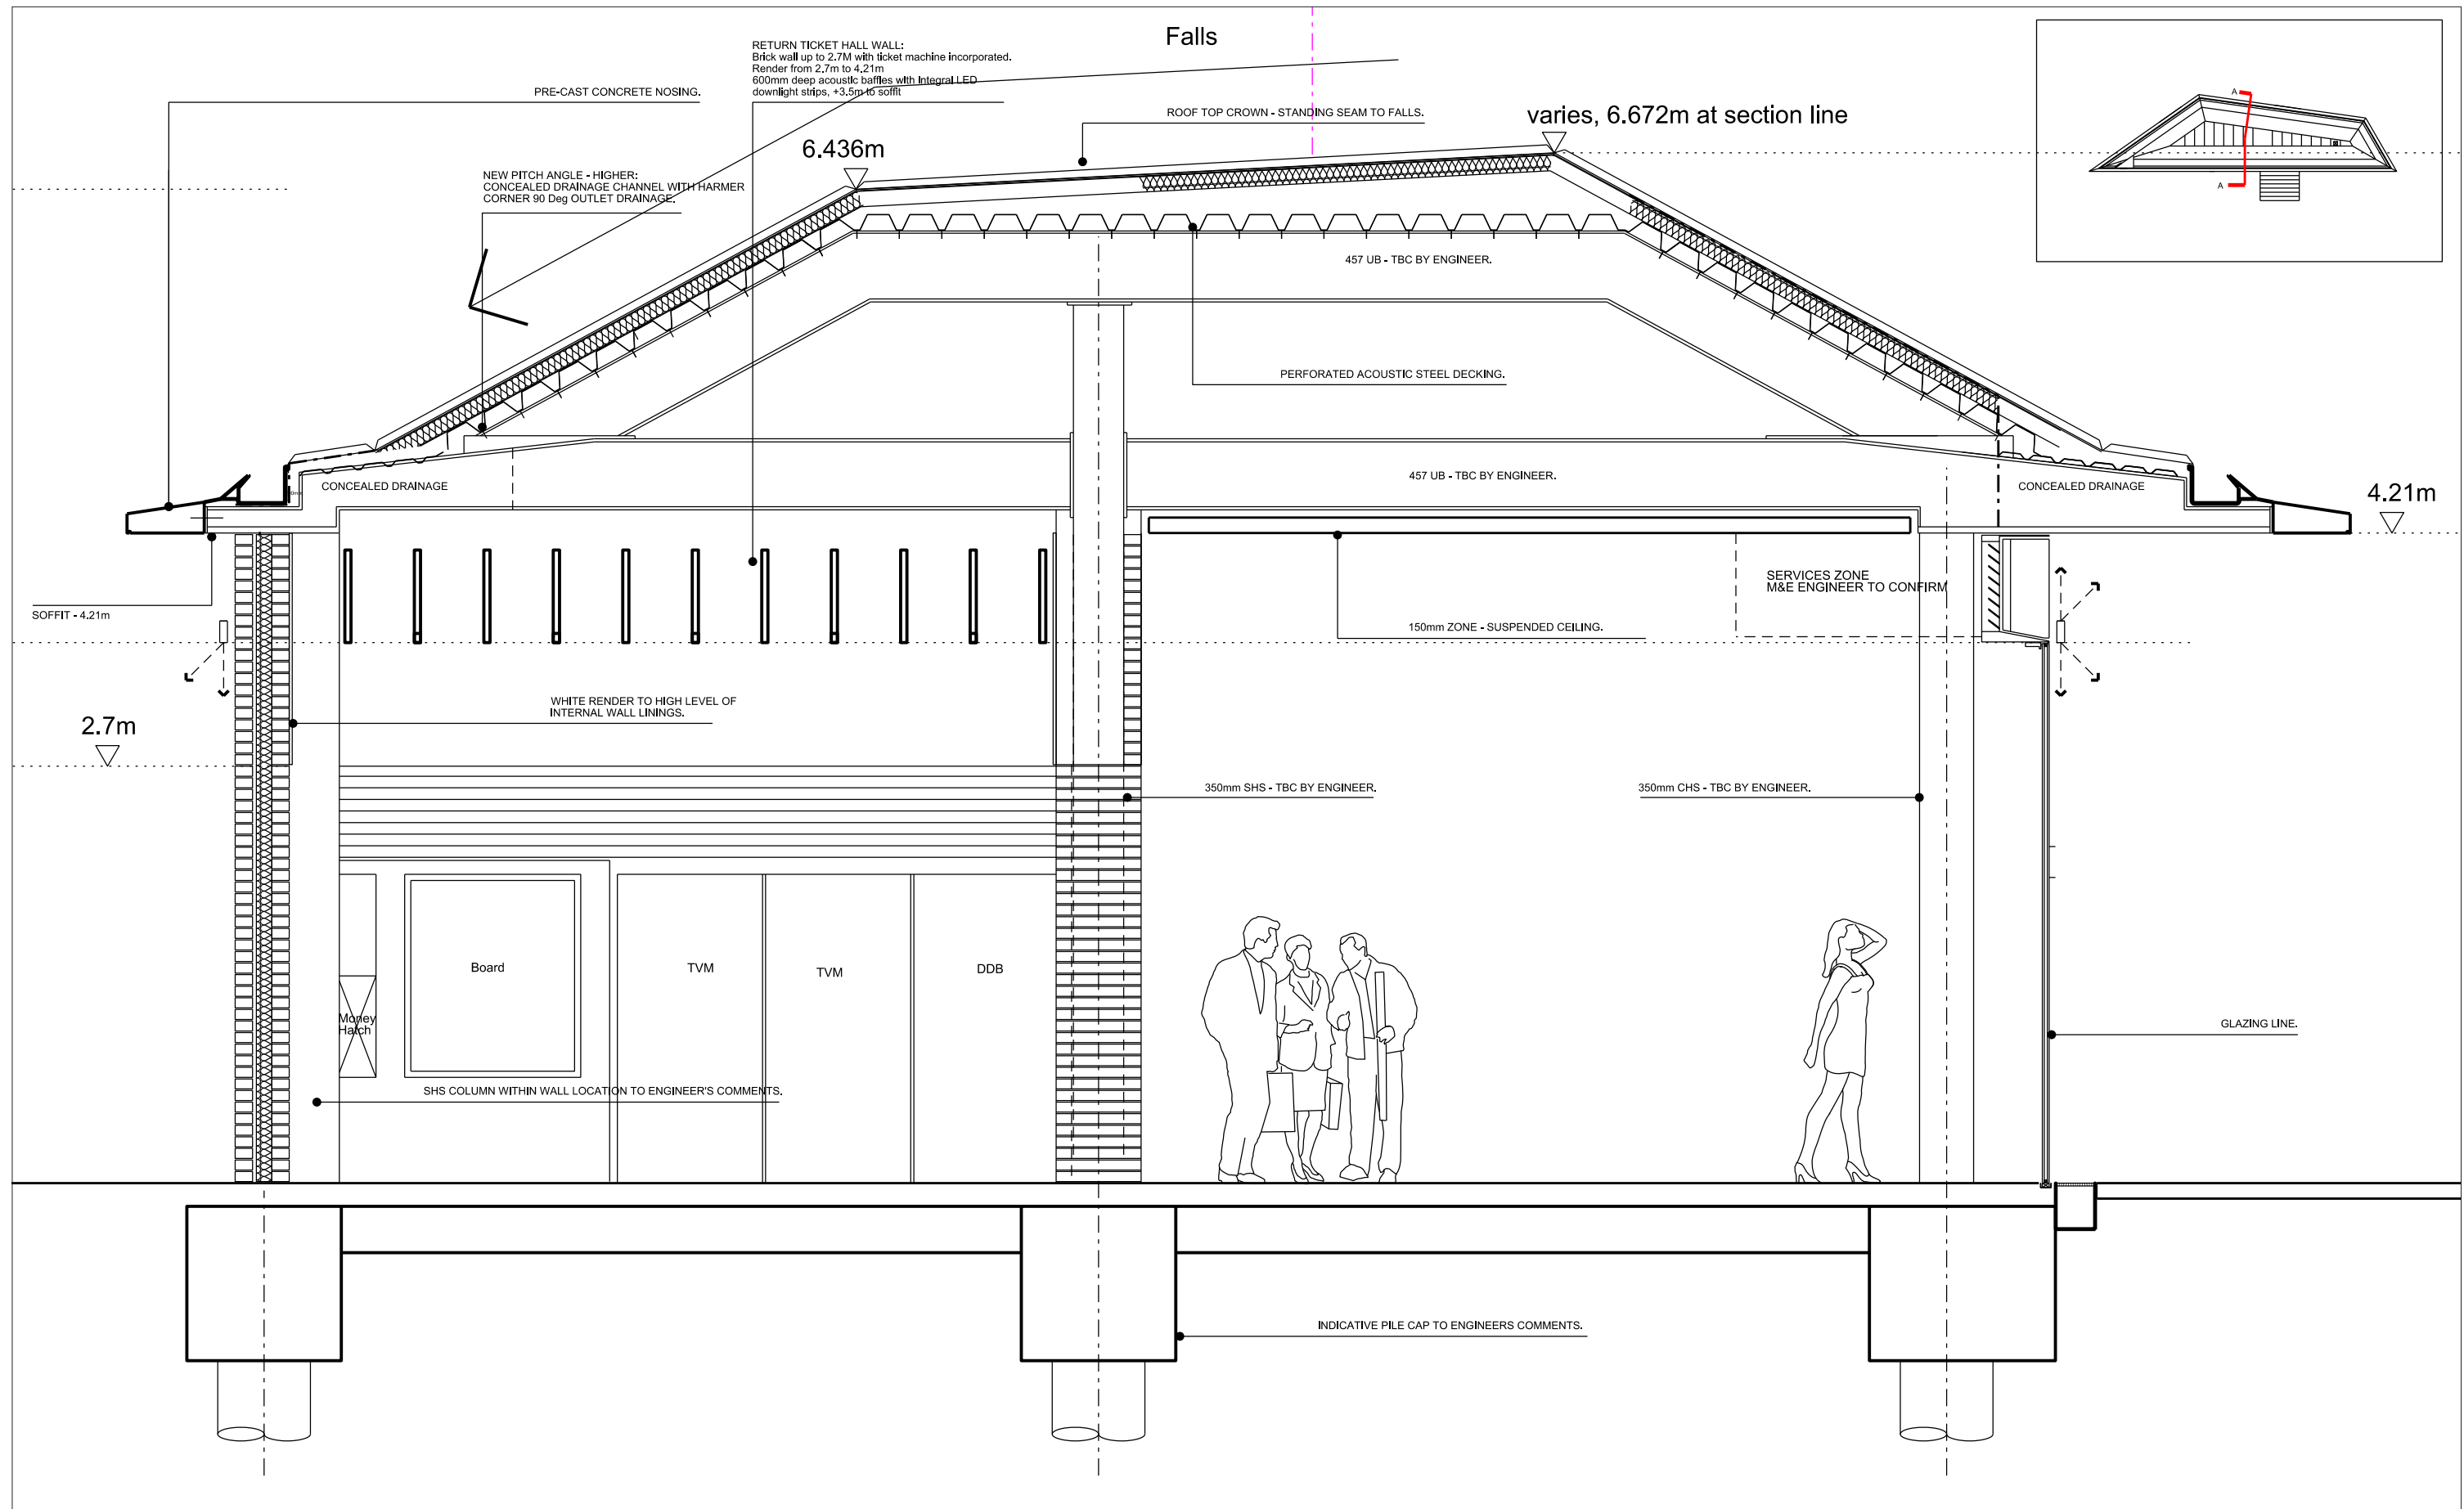 Falls
RETURN TICKET HALL WALL:
Brick wall up to 2.7M with ticket machine incorporated.
Render from 2.7m to 4.21m
600mm deep acoustic baffles with integral LED
downlight strips, +3.5m to soffit
PRE-CAST CONCRETE NOSING.
ROOF TOP CROWN - STANDING SEAM TO FALLS.
varies, 6.672m at section line
A
A
6.436m
NEW PITCH ANGLE - HIGHER:
CONCEALED DRAINAGE CHANNEL WITH HARMER
CORNER 90 Deg OUTLET DRAINAGE.
457 UB - TBC BY ENGINEER.
PERFORATED ACOUSTIC STEEL DECKING.
CONCEALED DRAINAGE
457 UB - TBC BY ENGINEER.
CONCEALED DRAINAGE
4.21m
SERVICES ZONE
M&E ENGINEER TO CONFIRM
SOFFIT - 4.21m
150mm ZONE - SUSPENDED CEILING.
WHITE RENDER TO HIGH LEVEL OF
INTERNAL WALL LININGS.
2.7m
350mm SHS - TBC BY ENGINEER.
350mm CHS - TBC BY ENGINEER.
Board
TVM
TVM
DDB
Money
Hatch
GLAZING LINE.
SHS COLUMN WITHIN WALL LOCATION TO ENGINEER'S COMMENTS.
INDICATIVE PILE CAP TO ENGINEERS COMMENTS.